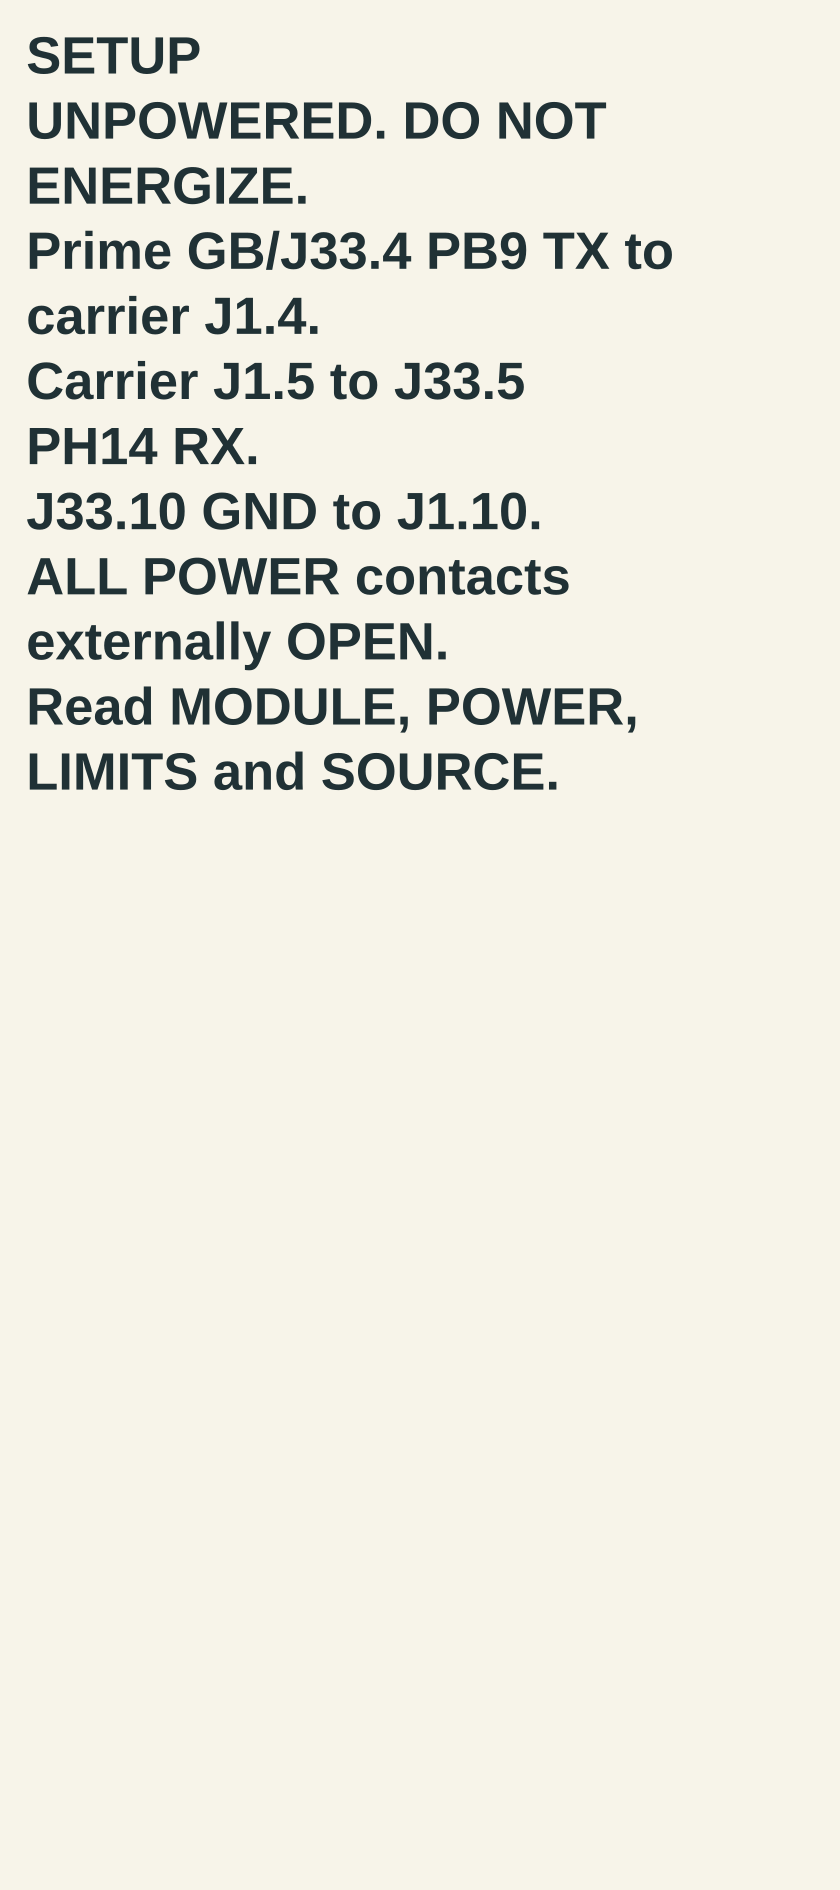 SETUP
UNPOWERED. DO NOT
ENERGIZE.
Prime GB/J33.4 PB9 TX to
carrier J1.4.
Carrier J1.5 to J33.5
PH14 RX.
J33.10 GND to J1.10.
ALL POWER contacts
externally OPEN.
Read MODULE, POWER,
LIMITS and SOURCE.